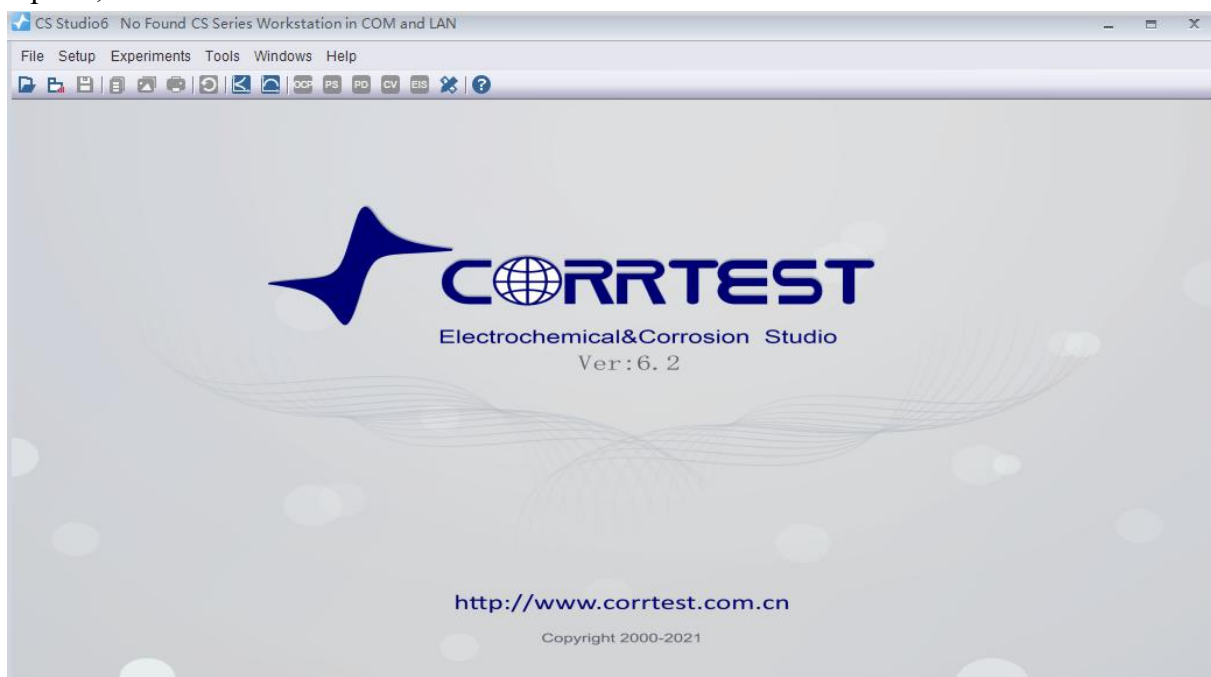 CS Studio6 No Found CS Series Workstation in COM and LAN
File Setup Experiments Tools Windows Help
OCP PS PD CV EIS
CORRTEST
Electrochemical&Corrosion Studio
Ver:6.2
http://www.corrtest.com.cn
Copyright 2000-2021